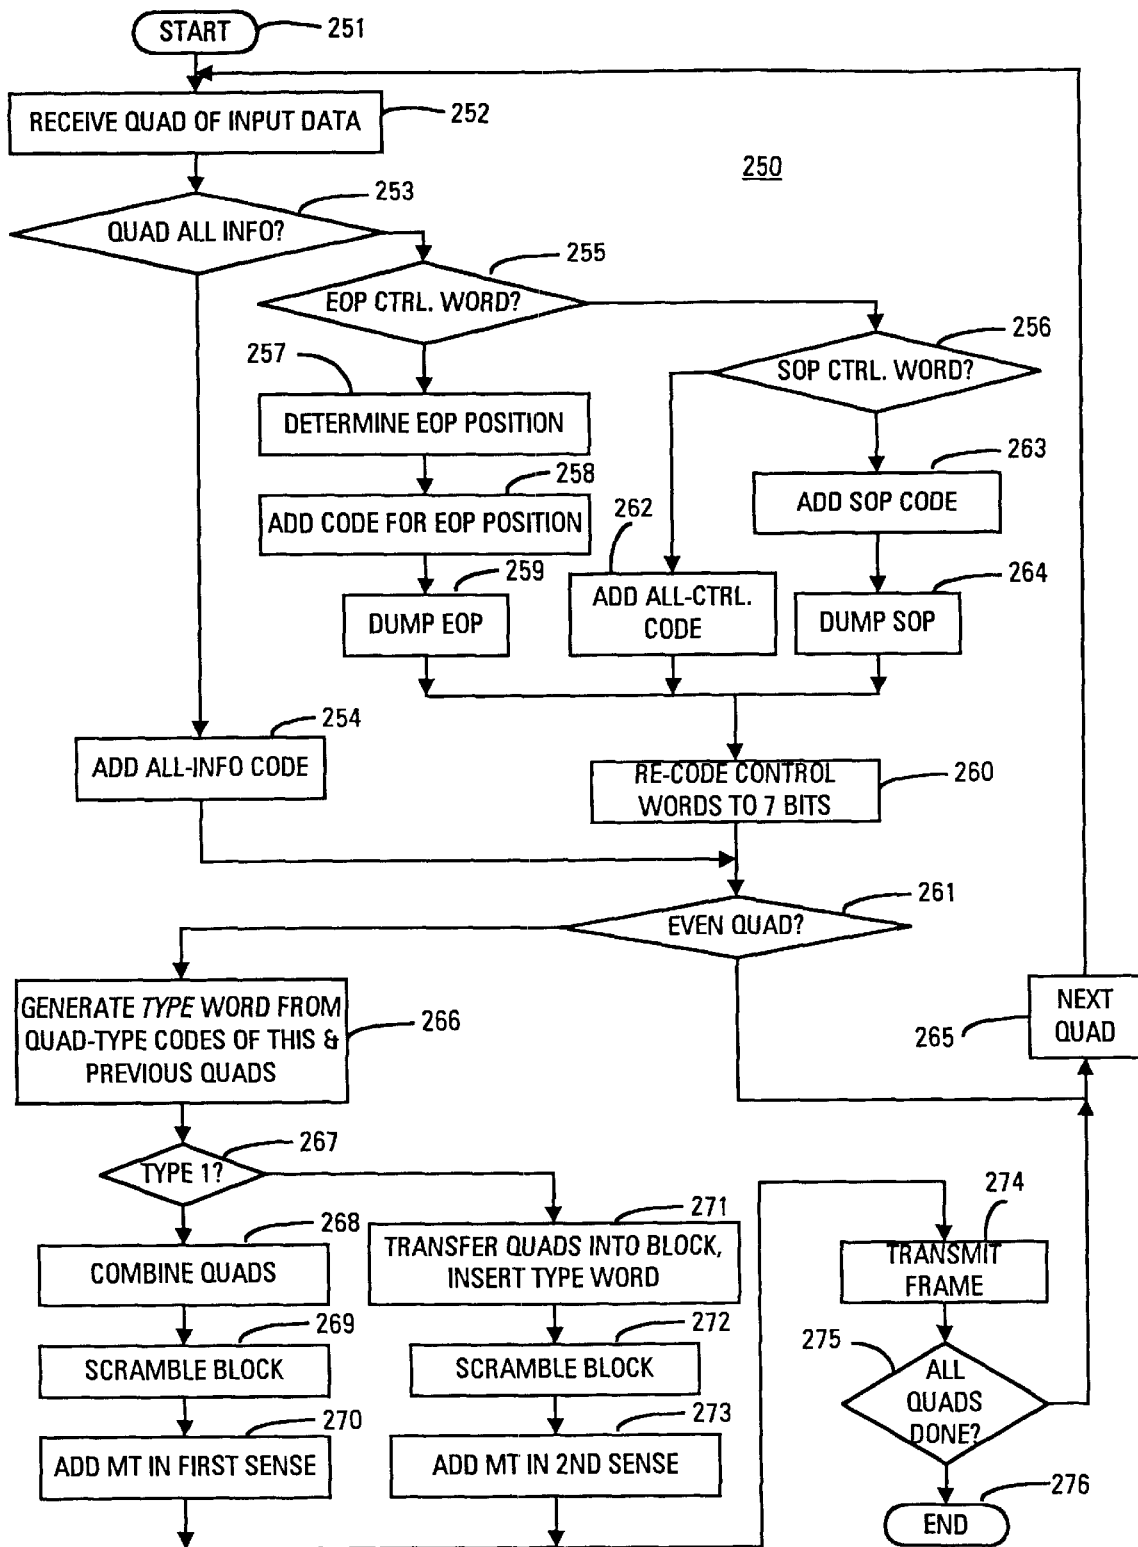 START
251
RECEIVE QUAD OF INPUT DATA
252
250
253
QUAD ALL INFO?
255
EOP CTRL. WORD?
256
SOP CTRL. WORD?
257
DETERMINE EOP POSITION
258
ADD CODE FOR EOP POSITION
259
DUMP EOP
262
ADD ALL-CTRL.
CODE
263
ADD SOP CODE
264
DUMP SOP
254
ADD ALL-INFO CODE
RE-CODE CONTROL
WORDS TO 7 BITS
260
261
EVEN QUAD?
GENERATE TYPE WORD FROM
QUAD-TYPE CODES OF THIS &
PREVIOUS QUADS
266
NEXT
QUAD
265
267
TYPE 1?
268
COMBINE QUADS
269
SCRAMBLE BLOCK
270
ADD MT IN FIRST SENSE
271
TRANSFER QUADS INTO BLOCK,
INSERT TYPE WORD
272
SCRAMBLE BLOCK
273
ADD MT IN 2ND SENSE
274
TRANSMIT
FRAME
275
ALL
QUADS
DONE?
276
END